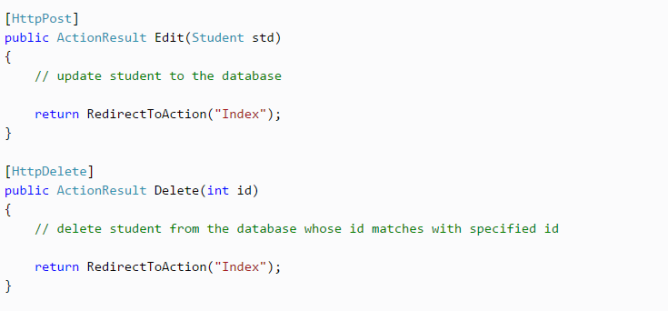 [HttpPost]
public ActionResult Edit(Student std)
{
    // update student to the database
    return RedirectToAction("Index");
}
[HttpDelete]
public ActionResult Delete(int id)
{
    // delete student from the database whose id matches with specified id
    return RedirectToAction("Index");
}